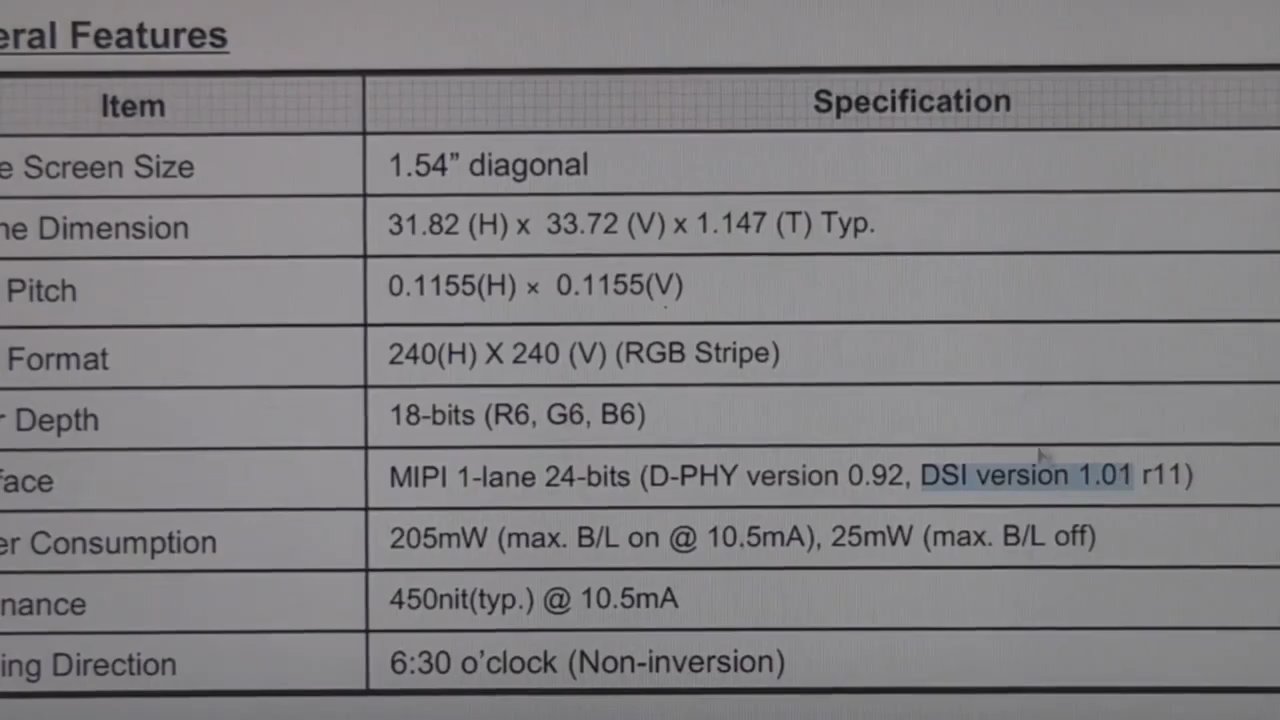 eral Features
Item Specification
e Screen Size 1.54” diagonal
ne Dimension 31.82 (H) x 33.72 (V) x 1.147 (T) Typ.
Pitch 0.1155(H) × 0.1155(V)
Format 240(H) X 240 (V) (RGB Stripe)
r Depth 18-bits (R6, G6, B6)
face MIPI 1-lane 24-bits (D-PHY version 0.92, DSI version 1.01 r11)
er Consumption 205mW (max. B/L on @ 10.5mA), 25mW (max. B/L off)
nance 450nit(typ.) @ 10.5mA
ing Direction 6:30 o’clock (Non-inversion)